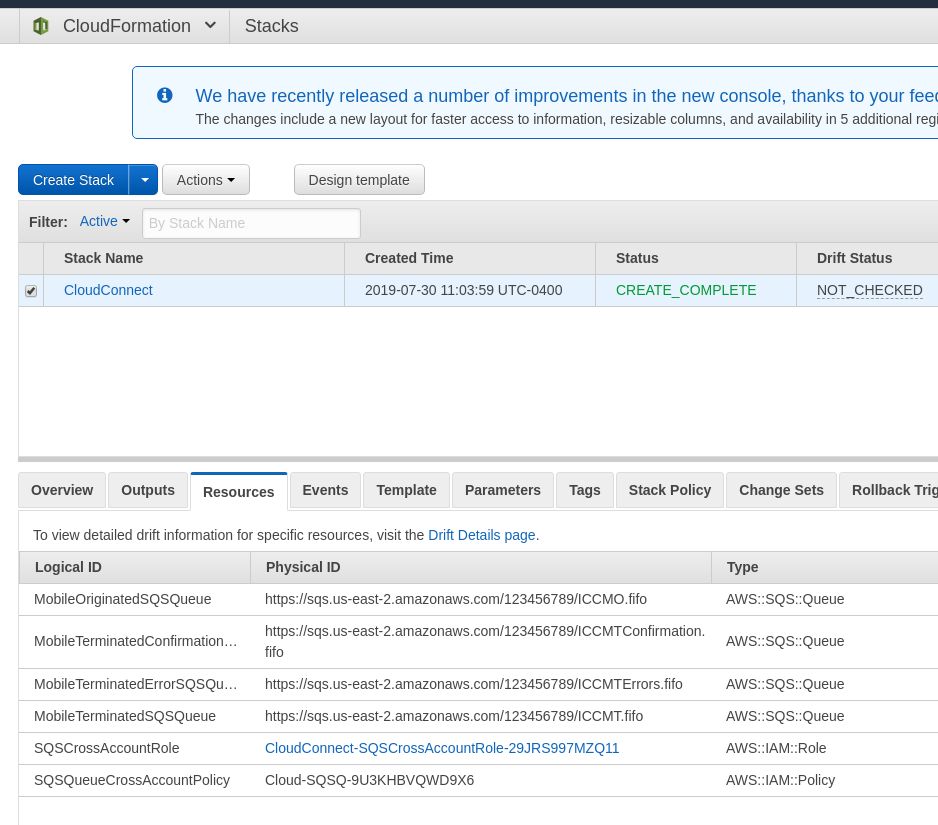 CloudFormation Stacks
We have recently released a number of improvements in the new console, thanks to your
The changes include a new layout for faster access to information, resizable columns, and availability in 5 additional
Create Stack Actions Design template
Filter: Active By Stack Name
Stack Name Created Time Status Drift Status
CloudConnect 2019-07-30 11:03:59 UTC-0400 CREATE_COMPLETE NOT_CHECKED
Overview Outputs Resources Events Template Parameters Tags Stack Policy Change Sets Rollback
To view detailed drift information for specific resources, visit the Drift Details page.
Logical ID Physical ID Type
MobileOriginatedSQSQueue https://sqs.us-east-2.amazonaws.com/123456789/ICCMO.fifo AWS::SQS::Queue
MobileTerminatedConfirmation… https://sqs.us-east-2.amazonaws.com/123456789/ICCMTConfirmation. AWS::SQS::Queue
fifo
MobileTerminatedErrorSQSQu… https://sqs.us-east-2.amazonaws.com/123456789/ICCMTErrors.fifo AWS::SQS::Queue
MobileTerminatedSQSQueue https://sqs.us-east-2.amazonaws.com/123456789/ICCMT.fifo AWS::SQS::Queue
SQSCrossAccountRole CloudConnect-SQSCrossAccountRole-29JRS997MZQ11 AWS::IAM::Role
SQSQueueCrossAccountPolicy Cloud-SQSQ-9U3KHBVQWD9X6 AWS::IAM::Policy